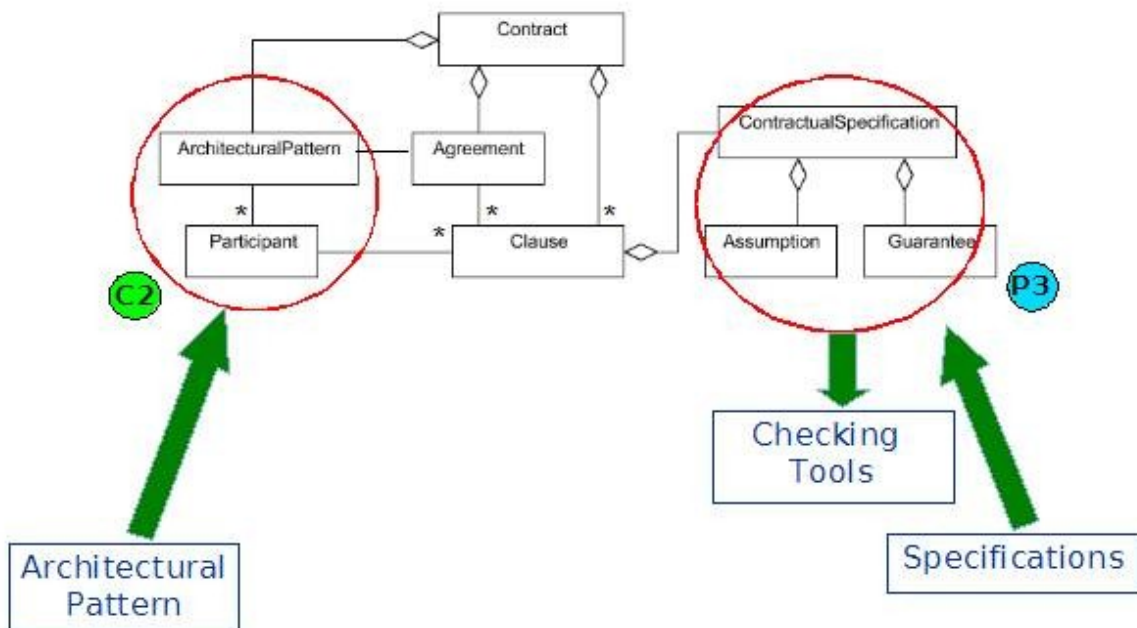 Contract
ArchitecturalPattern
Agreement
ContractualSpecification
*
*
*
*
Participant
Clause
Assumption
Guarantee
C2
P3
Checking
Tools
Architectural
Pattern
Specifications